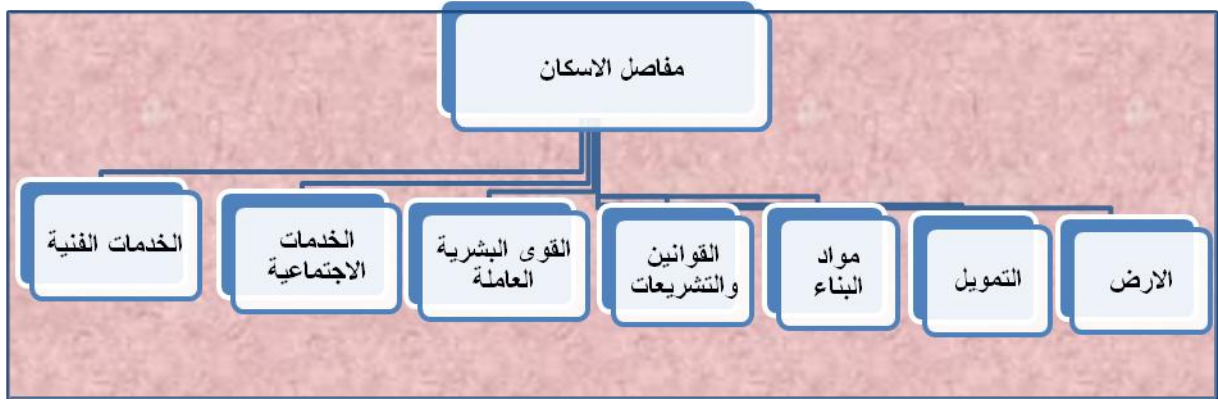 مفاصل الاسكان
الارض
التمويل
مواد
البناء
القوانين
والتشريعات
القوى البشرية
العاملة
الخدمات
الاجتماعية
الخدمات الفنية